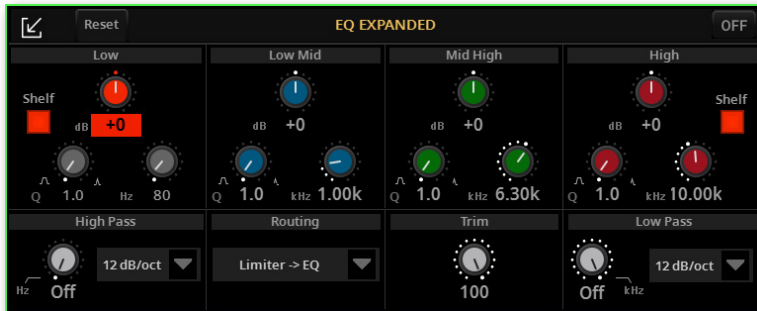 Reset
EQ EXPANDED
OFF
Low
Low Mid
Mid High
High
Shelf
dB +0
dB +0
dB +0
dB +0
Shelf
Q 1.0 Hz 80
Q 1.0 kHz 1.00k
Q 1.0 kHz 6.30k
Q 1.0 kHz 10.00k
High Pass
Routing
Trim
Low Pass
12 dB/oct
Hz Off
Limiter -> EQ
100
12 dB/oct
Off kHz